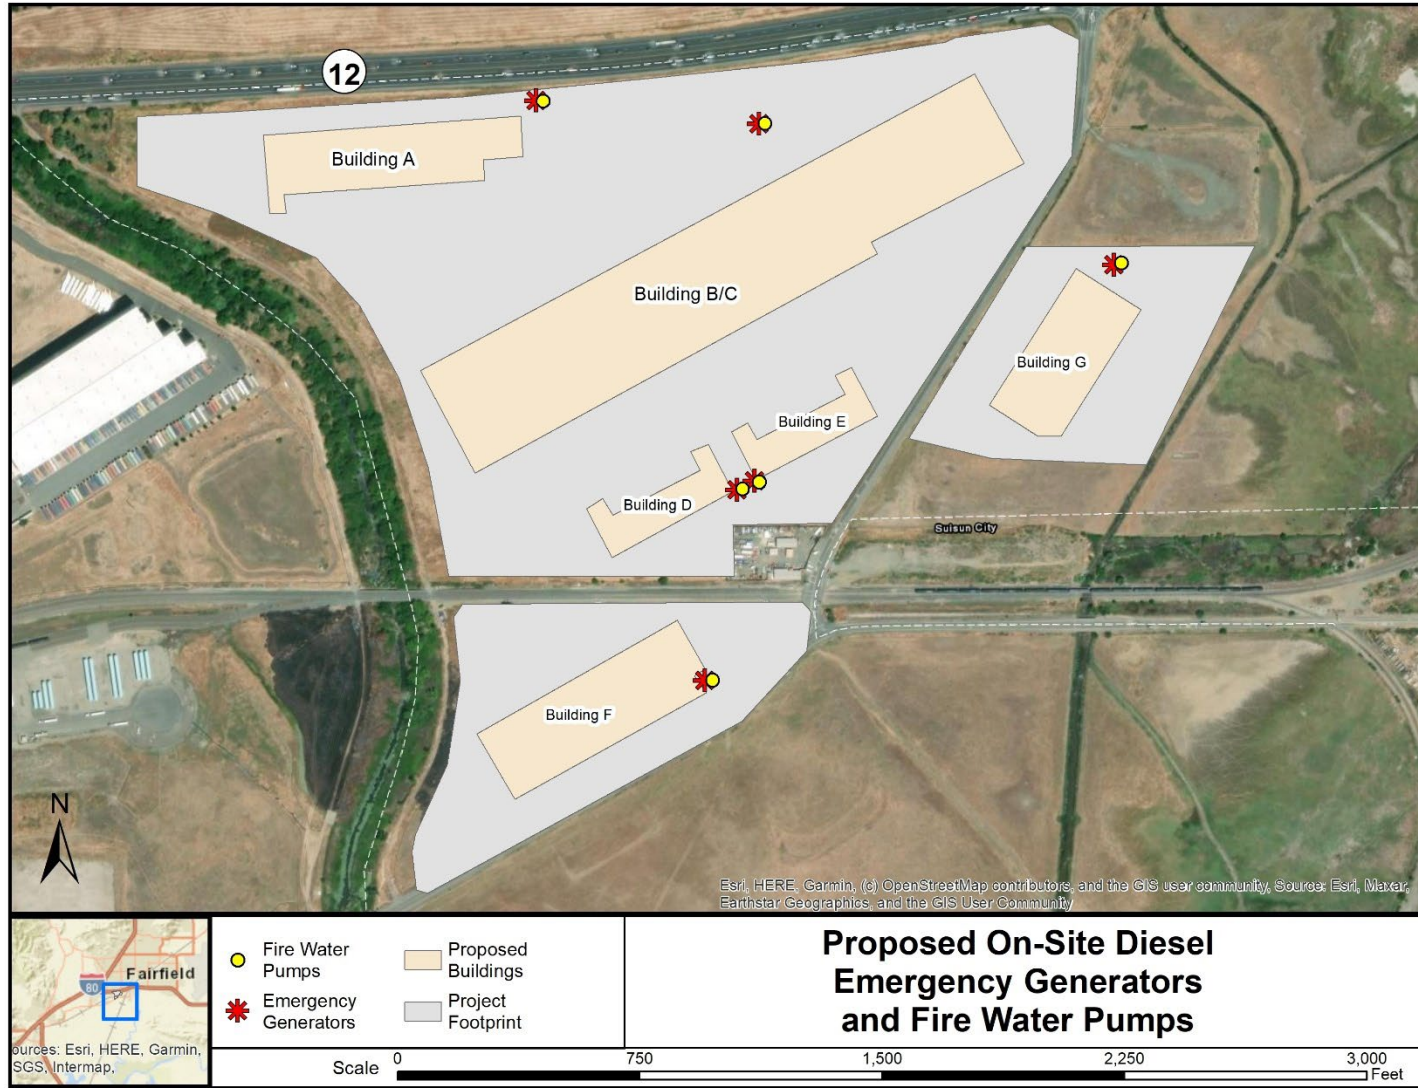 12
Building A
Building B/C
Building G
Building E
Building D
Suisun City
Building F
N
Esri, HERE, Garmin, (c) OpenStreetMap contributors, and the GIS user community, Source: Esri, Maxar,
Earthstar Geographics, and the GIS User Community
Fairfield
80
ources: Esri, HERE, Garmin,
SGS, Intermap,
Fire Water
Pumps
Emergency
Generators
Proposed
Buildings
Project
Footprint
Proposed On-Site Diesel
Emergency Generators
and Fire Water Pumps
Scale
0 750 1,500 2,250 3,000
Feet